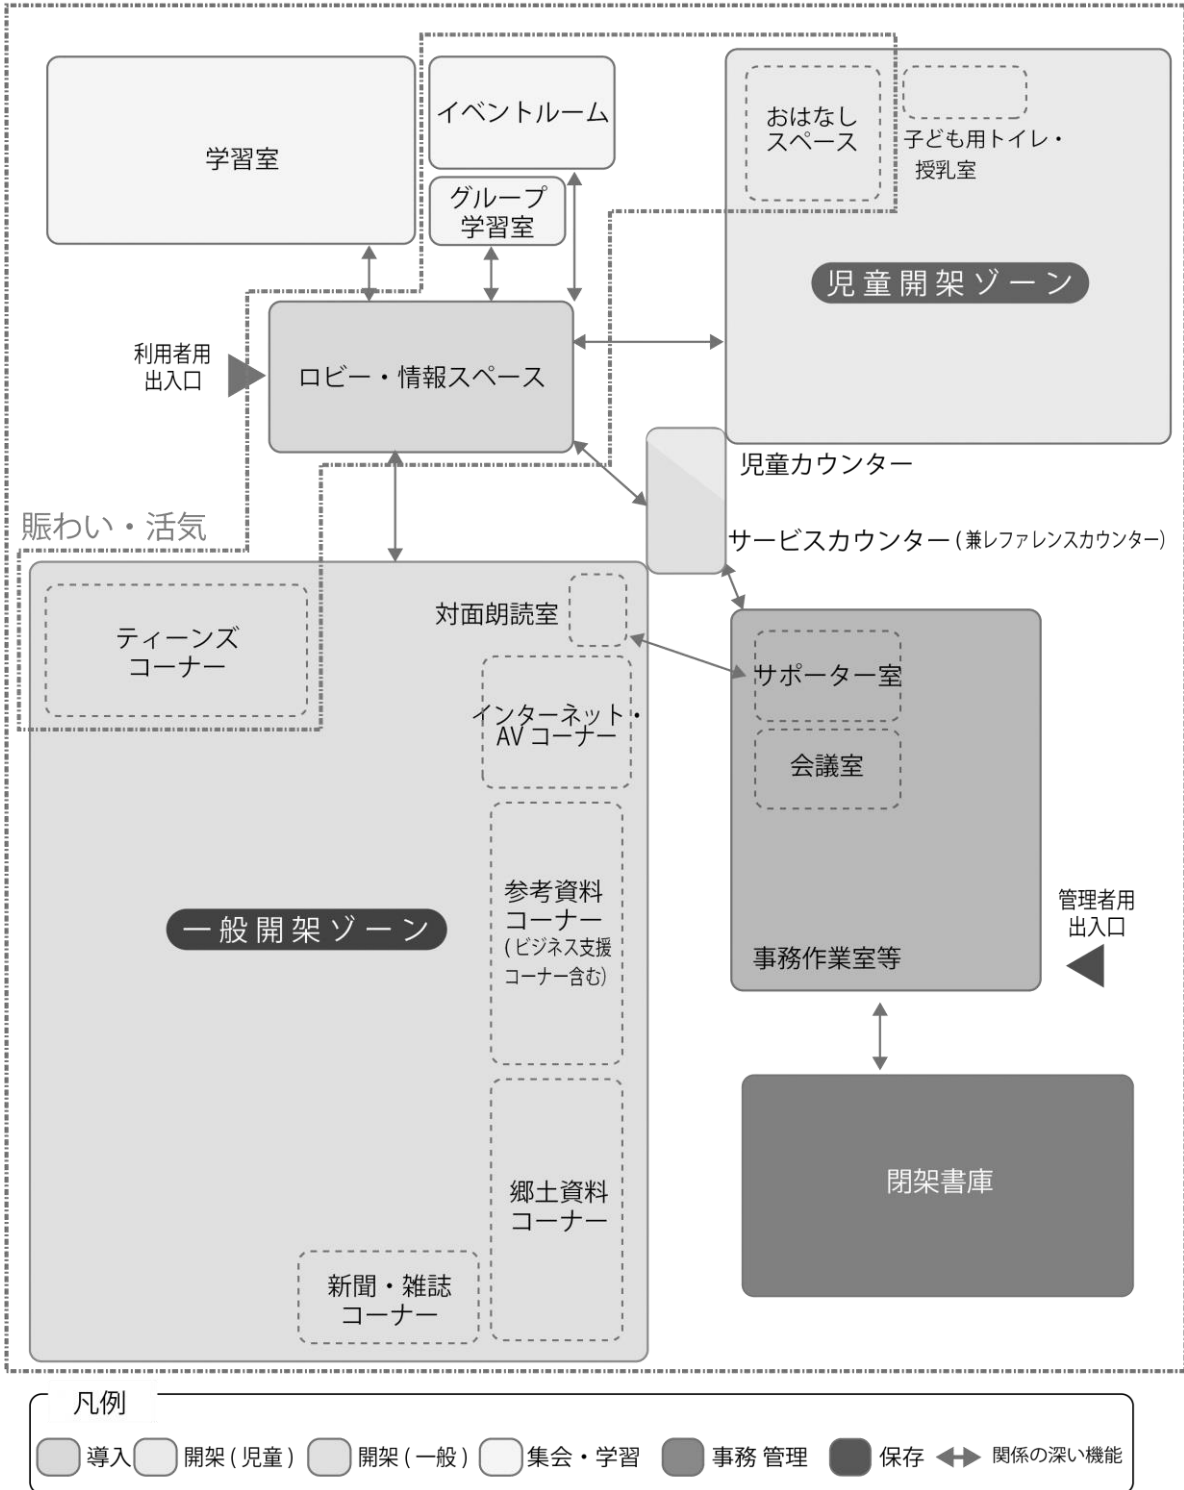 学習室
イベントルーム
グループ
学習室
おはなし
スペース
子ども用トイレ・
授乳室
児童開架ゾーン
利用者用
出入口
ロビー・情報スペース
児童カウンター
サービスカウンター(兼レファレンスカウンター)
賑わい・活気
ティーンズ
コーナー
対面朗読室
インターネット・
AVコーナー
サポーター室
会議室
参考資料
コーナー
(ビジネス支援
コーナー含む)
一般開架ゾーン
事務作業室等
管理者用
出入口
郷土資料
コーナー
新聞・雑誌
コーナー
閉架書庫
凡例
導入 開架(児童) 開架(一般) 集会・学習 事務 管理 保存 関係の深い機能